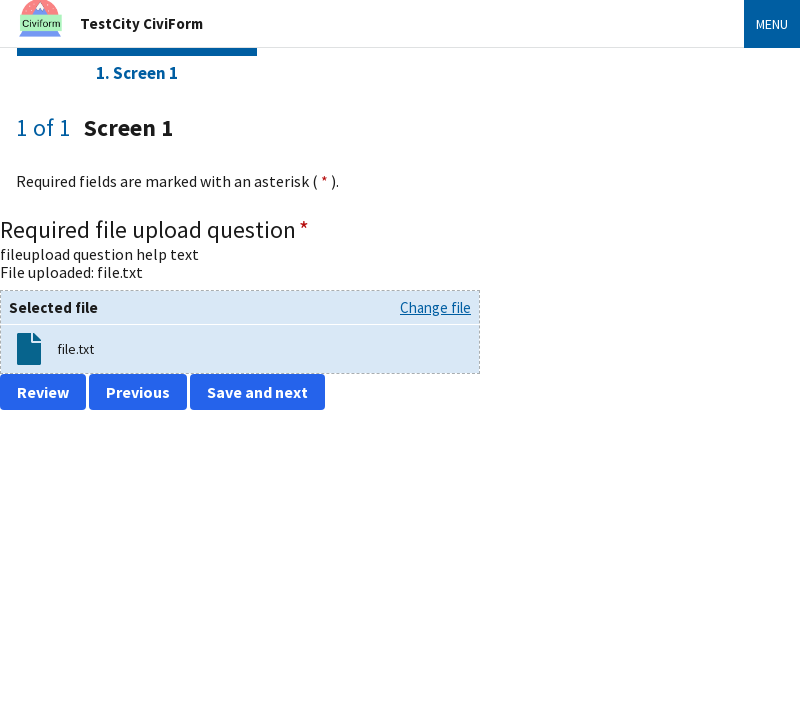 Civiform
TestCity CiviForm
MENU
1. Screen 1
1 of 1 Screen 1
Required fields are marked with an asterisk ( * ).
Required file upload question *
fileupload question help text
File uploaded: file.txt
Selected file
Change file
file.txt
Review
Previous
Save and next